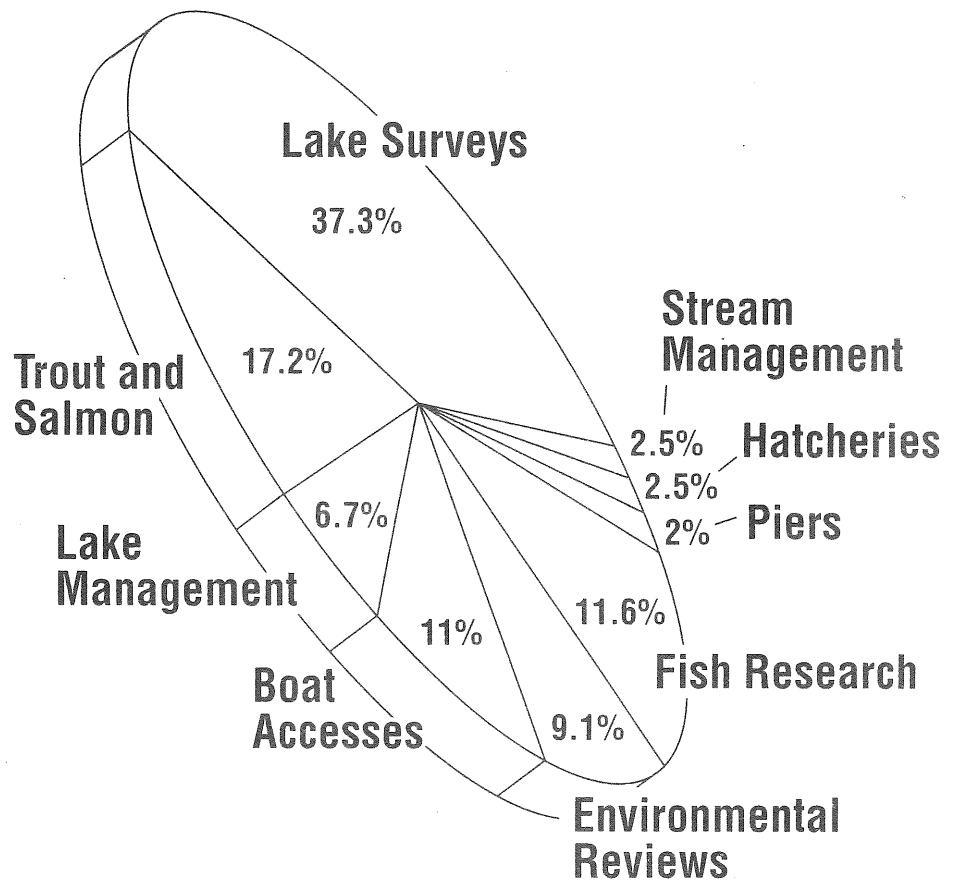 Lake Surveys
37.3%
Stream
Management
2.5%
Hatcheries
2.5%
Piers
2%
11.6%
Fish Research
9.1%
Environmental
Reviews
11%
Boat
Accesses
6.7%
Lake
Management
17.2%
Trout and
Salmon